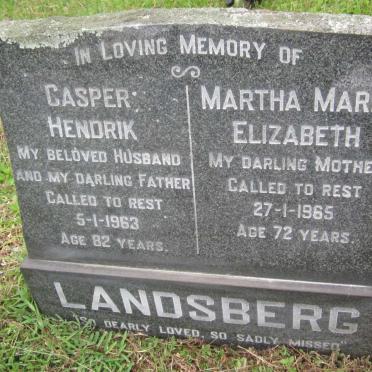 In Loving Memory of
Casper
Hendrik
My beloved Husband
and my darling Father
Called to rest
5-1-1963
Age 82 years.
Martha
Elizabeth
My darling
Called to rest
27-1-1965
Age 72 years.
Landsberg
"So dearly loved, so sadly missed"